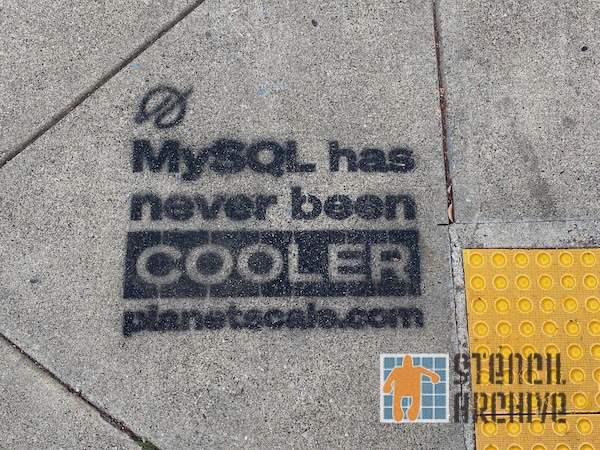 MySQL has
never been
COOLER
planetscale.com
STENCIL
ARCHIVE